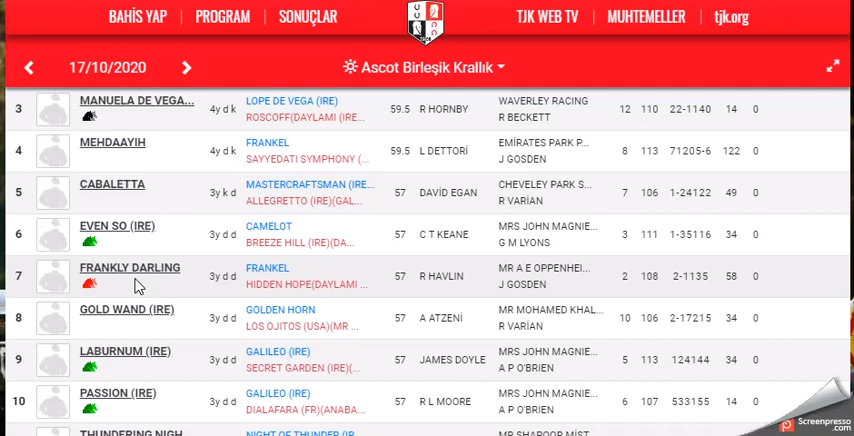 BAHİS YAP PROGRAM SONUÇLAR TJK WEB TV MUHTEMELLER tjk.org
17/10/2020 Ascot Birleşik Krallık
3 MANUELA DE VEGA... 4y d k LOPE DE VEGA (IRE) 59.5 R HORNBY WAVERLEY RACING 12 110 22-1140 14 0
ROSCOFF(DAYLAMI (IRE... R BECKETT
4 MEHDAAYIH 4y d k FRANKEL 59.5 L DETTORİ EMİRATES PARK P... 8 113 71205-6 122 0
SAYYEDATI SYMPHONY (... J GOSDEN
5 CABALETTA 3y k d MASTERCRAFTSMAN (IRE... 57 DAVİD EGAN CHEVELEY PARK S... 7 106 1-24122 49 0
ALLEGRETTO (IRE)(GAL... R VARİAN
6 EVEN SO (IRE) 3y d d CAMELOT 57 C T KEANE MRS JOHN MAGNIE... 3 111 1-35116 34 0
BREEZE HILL (IRE)(DA... G M LYONS
7 FRANKLY DARLING 3y d d FRANKEL 57 R HAVLIN MR A E OPPENHEI... 2 108 2-1135 58 0
HIDDEN HOPE(DAYLAMI ... J GOSDEN
8 GOLD WAND (IRE) 3y d d GOLDEN HORN 57 A ATZENİ MR MOHAMED KHAL... 10 106 2-17215 34 0
LOS OJITOS (USA)(MR ... R VARİAN
9 LABURNUM (IRE) 3y d d GALILEO (IRE) 57 JAMES DOYLE MRS JOHN MAGNIE... 5 113 124144 34 0
SECRET GARDEN (IRE)(... A P O'BRIEN
10 PASSION (IRE) 3y d d GALILEO (IRE) 57 R L MOORE MRS JOHN MAGNIE... 6 107 533155 14 0
DIALAFARA (FR)(ANABA... A P O'BRIEN
Screenpresso
.com